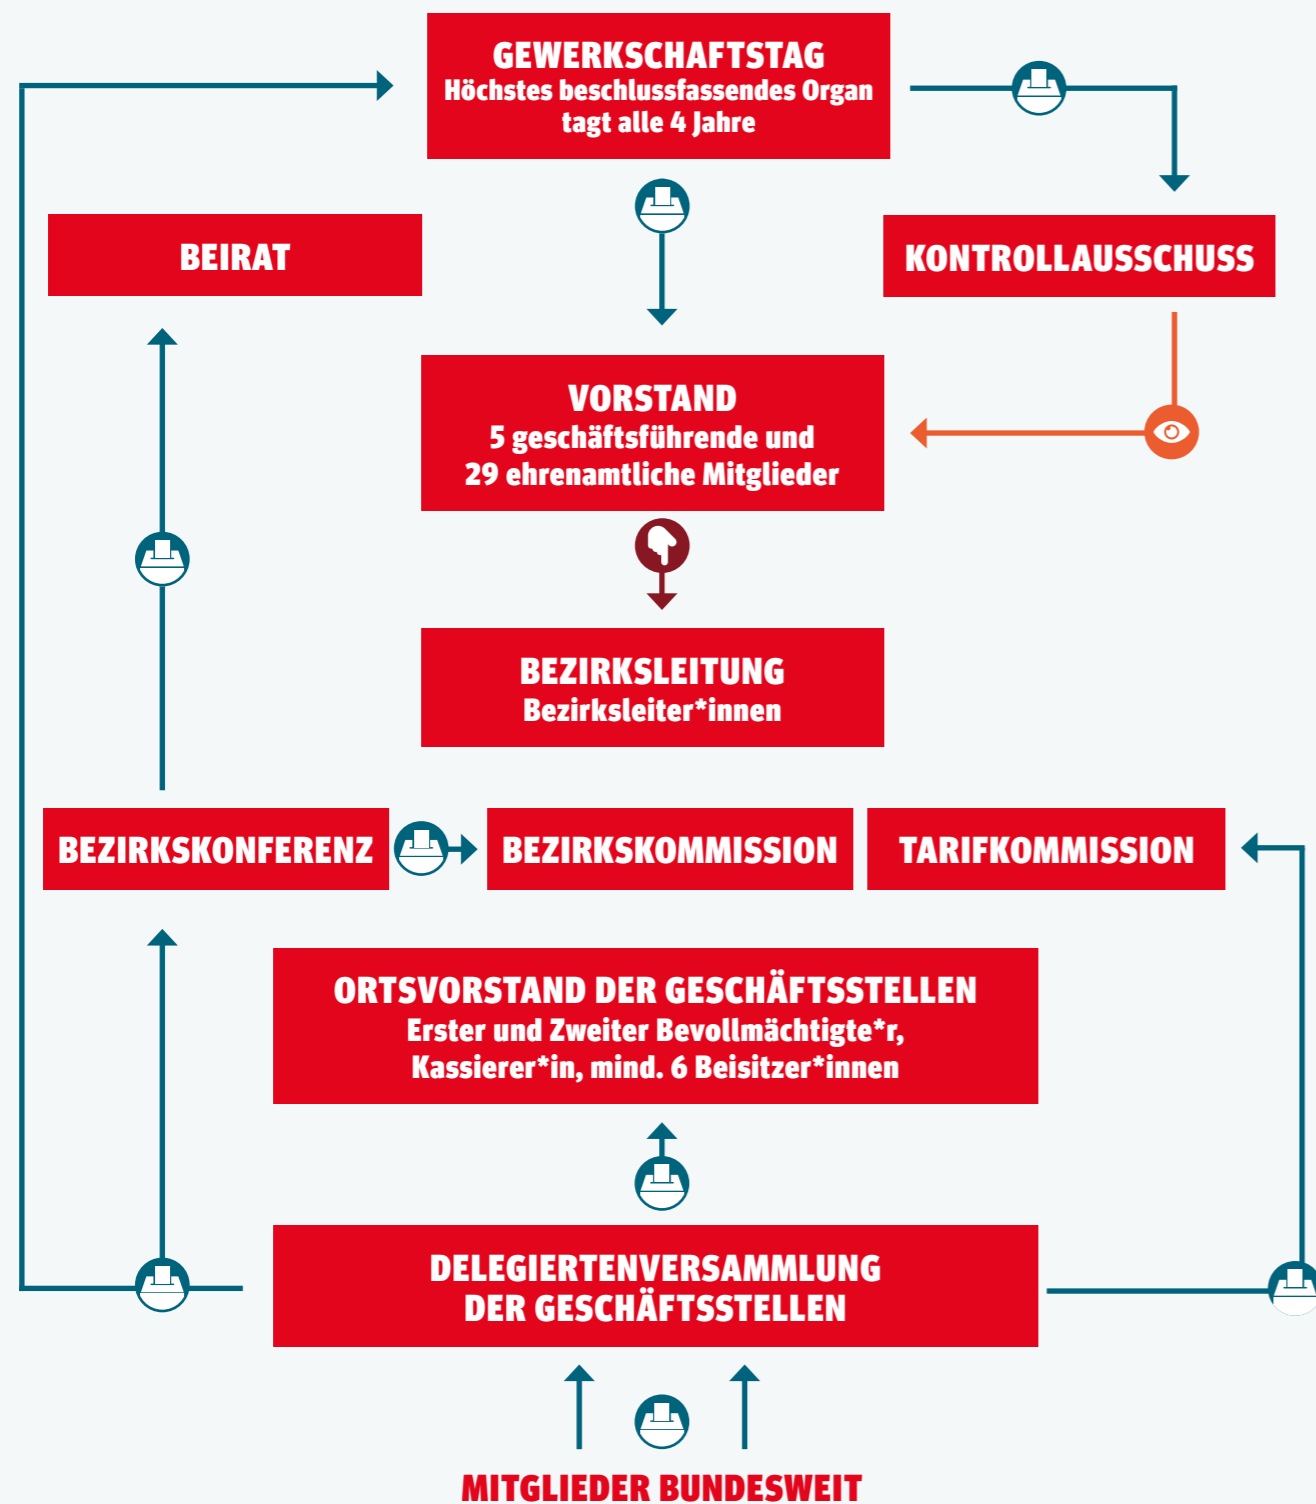 GEWERKSCHAFTSTAG
Höchstes beschlussfassendes Organ
tagt alle 4 Jahre
BEIRAT
KONTROLLAUSSCHUSS
VORSTAND
5 geschäftsführende und
29 ehrenamtliche Mitglieder
BEZIRKSLEITUNG
Bezirksleiter*innen
BEZIRKSKONFERENZ
BEZIRKSKOMMISSION
TARIFKOMMISSION
ORTSVORSTAND DER GESCHÄFTSSTELLEN
Erster und Zweiter Bevollmächtigte*r,
Kassierer*in, mind. 6 Beisitzer*innen
DELEGIERTENVERSAMMLUNG
DER GESCHÄFTSSTELLEN
MITGLIEDER BUNDESWEIT